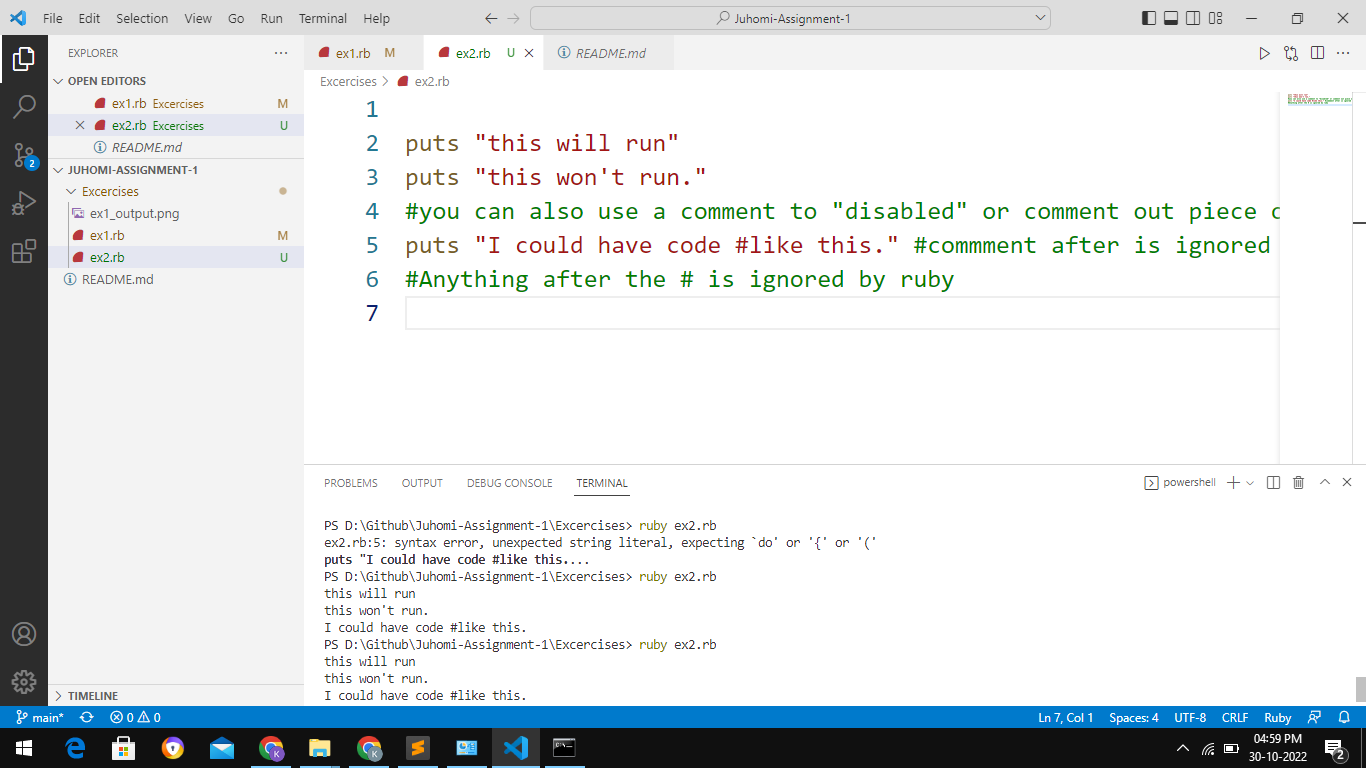 File Edit Selection View Go Run Terminal Help
Juhomi-Assignment-1
EXPLORER
OPEN EDITORS
ex1.rb Excercises M
ex2.rb Excercises U
README.md
JUHOMI-ASSIGNMENT-1
Excercises
ex1_output.png
ex1.rb M
ex2.rb U
README.md
TIMELINE
ex1.rb M
ex2.rb U
README.md
Excercises > ex2.rb
1
2 puts "this will run"
3 puts "this won't run."
4 #you can also use a comment to "disabled" or comment out piece
5 puts "I could have code #like this." #commment after is ignored
6 #Anything after the # is ignored by ruby
7
PROBLEMS OUTPUT DEBUG CONSOLE TERMINAL
powershell
PS D:\Github\Juhomi-Assignment-1\Excercises> ruby ex2.rb
ex2.rb:5: syntax error, unexpected string literal, expecting `do' or '{' or '('
puts "I could have code #like this....
PS D:\Github\Juhomi-Assignment-1\Excercises> ruby ex2.rb
this will run
this won't run.
I could have code #like this.
PS D:\Github\Juhomi-Assignment-1\Excercises> ruby ex2.rb
this will run
this won't run.
I could have code #like this.
main* 0 0
Ln 7, Col 1 Spaces: 4 UTF-8 CRLF Ruby
2
K
K
04:59 PM
30-10-2022
2